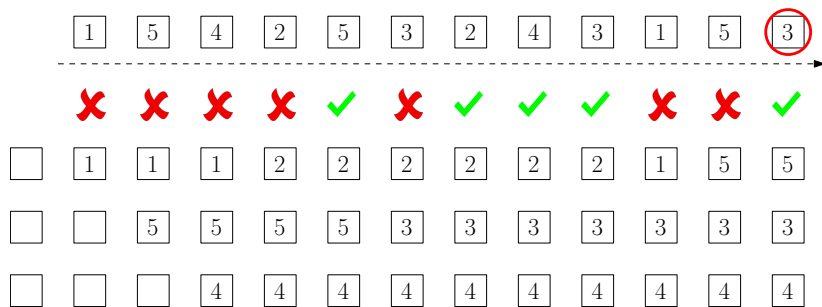 1 5 4 2 5 3 2 4 3 1 5 3
1 1 1 2 2 2 2 2 2 1 5 5
5 5 5 5 3 3 3 3 3 3 3
4 4 4 4 4 4 4 4 4 4